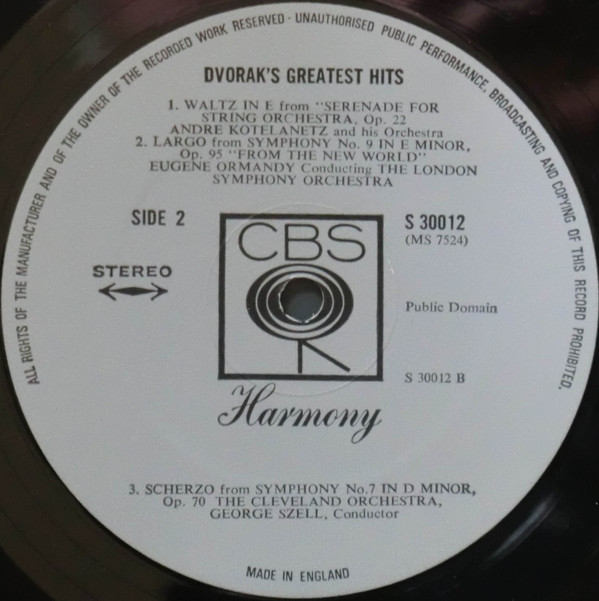 ALL RIGHTS OF THE MANUFACTURER AND OF THE OWNER OF THE RECORDED WORK RESERVED · UNAUTHORISED PUBLIC PERFORMANCE, BROADCASTING AND COPYING OF THIS RECORD PROHIBITED.
DVORAK'S GREATEST HITS
1. WALTZ IN E from "SERENADE FOR
STRING ORCHESTRA, Op. 22
ANDRE KOTELANETZ and his Orchestra
2. LARGO from SYMPHONY No. 9 IN E MINOR,
Op. 95 "FROM THE NEW WORLD"
EUGENE ORMANDY Conducting THE LONDON
SYMPHONY ORCHESTRA
SIDE 2
S 30012
(MS 7524)
CBS
STEREO
Public Domain
S 30012 B
Harmony
3. SCHERZO from SYMPHONY No.7 IN D MINOR,
Op. 70 THE CLEVELAND ORCHESTRA,
GEORGE SZELL, Conductor
MADE IN ENGLAND